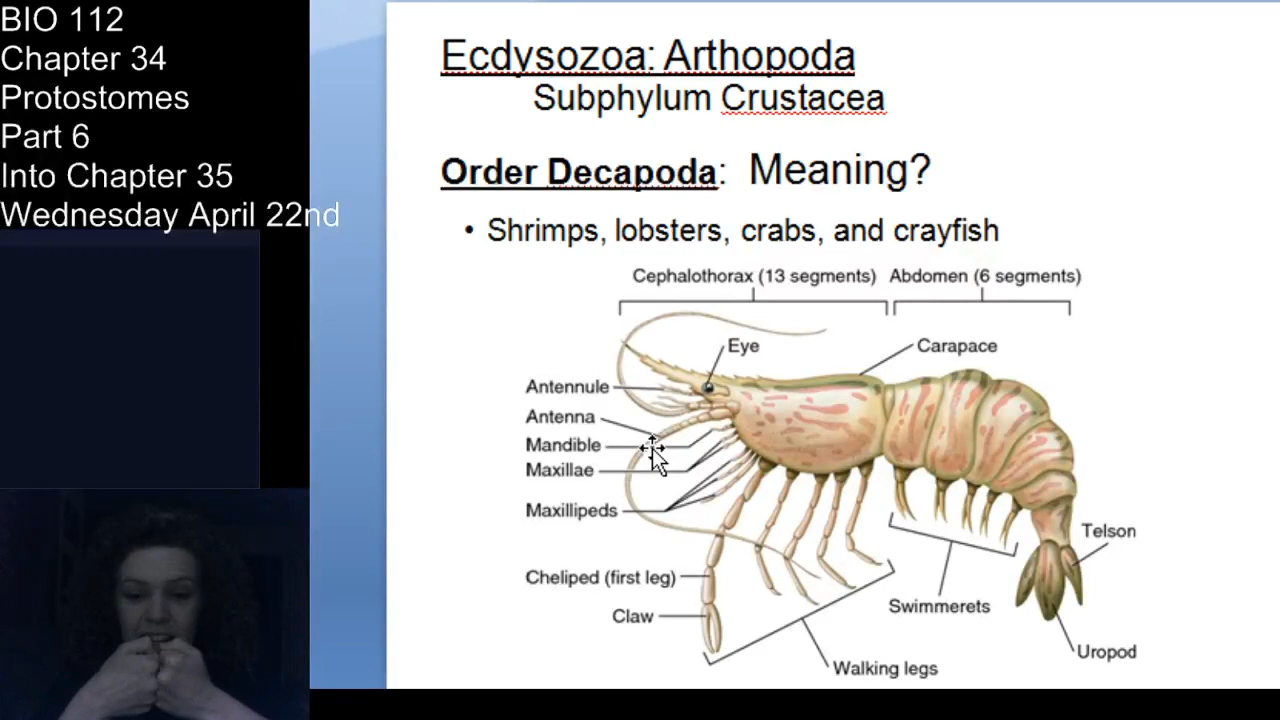 BIO 112
Chapter 34
Protostomes
Part 6
Into Chapter 35
Wednesday April 22nd
Ecdysozoa: Arthopoda
Subphylum Crustacea
Order Decapoda: Meaning?
• Shrimps, lobsters, crabs, and crayfish
Cephalothorax (13 segments) Abdomen (6 segments)
Eye
Carapace
Antennule
Antenna
Mandible
Maxillae
Maxillipeds
Telson
Cheliped (first leg)
Swimmerets
Claw
Uropod
Walking legs